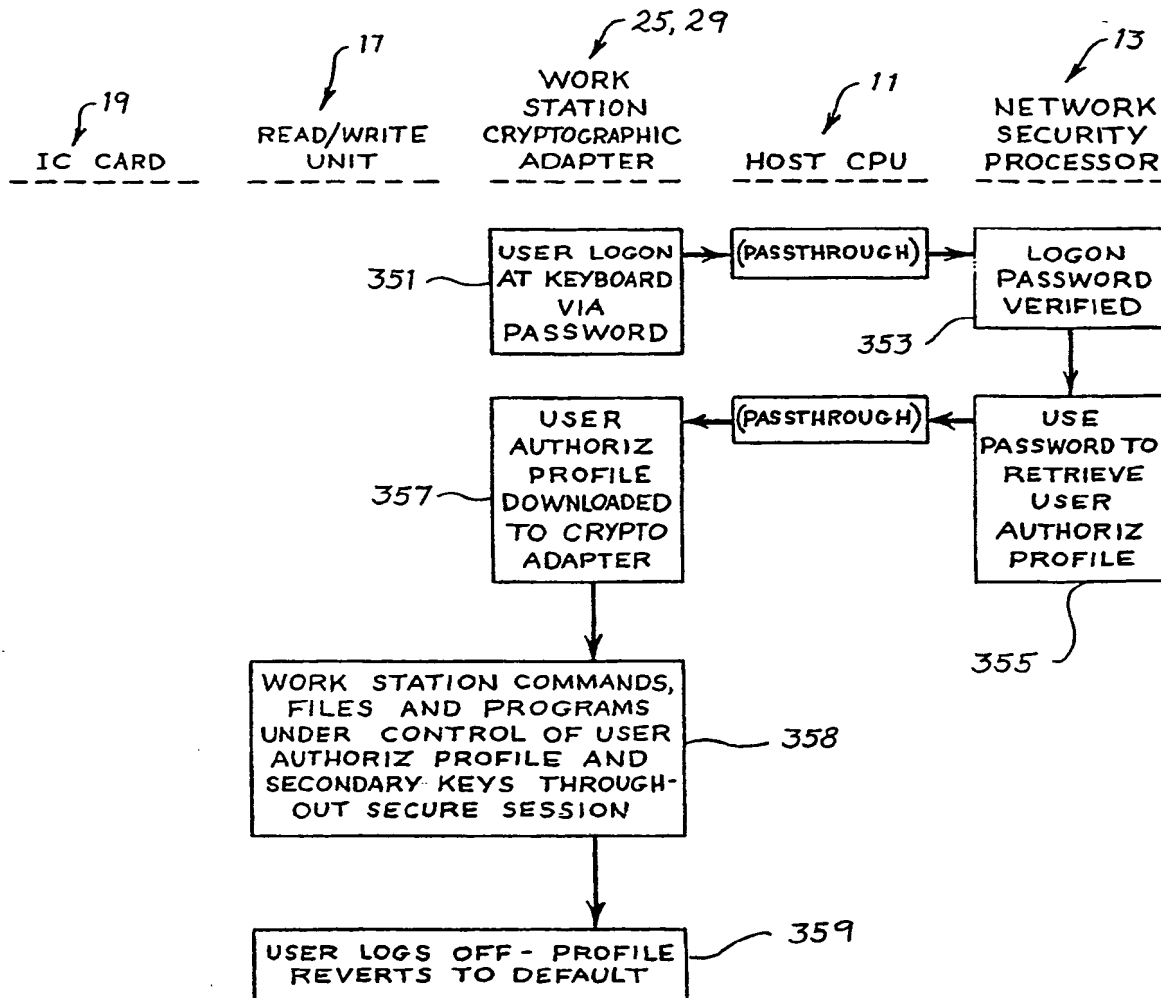 19
IC CARD
17
READ/WRITE
UNIT
25, 29
WORK
STATION
CRYPTOGRAPHIC
ADAPTER
11
HOST CPU
13
NETWORK
SECURITY
PROCESSOR
351
USER LOGON
AT KEYBOARD
VIA
PASSWORD
(PASSTHROUGH)
LOGON
PASSWORD
VERIFIED
353
357
USER
AUTHORIZ
PROFILE
DOWNLOADED
TO CRYPTO
ADAPTER
(PASSTHROUGH)
USE
PASSWORD TO
RETRIEVE
USER
AUTHORIZ
PROFILE
355
WORK STATION COMMANDS,
FILES AND PROGRAMS
UNDER CONTROL OF USER
AUTHORIZ PROFILE AND
SECONDARY KEYS THROUGH-
OUT SECURE SESSION
358
USER LOGS OFF - PROFILE
REVERTS TO DEFAULT
359